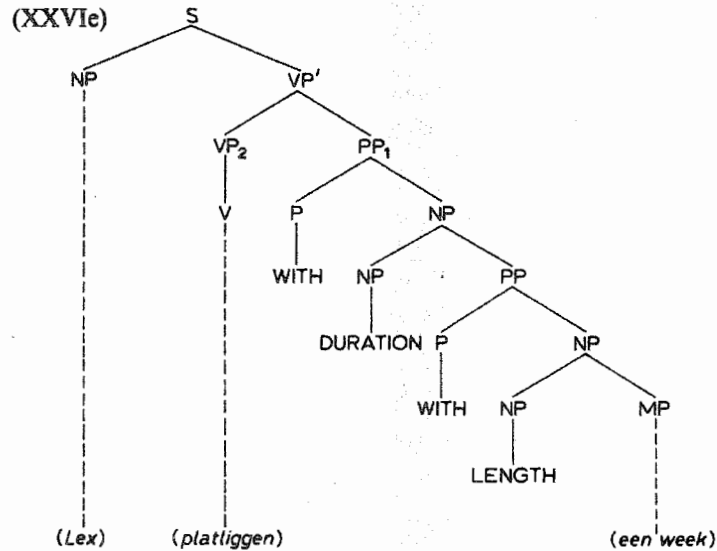 (XXVIe)
S
NP VP'
VP₂ PP₁
V P NP
WITH NP PP
DURATION P NP
WITH NP MP
LENGTH
(Lex) (platliggen) (een week)